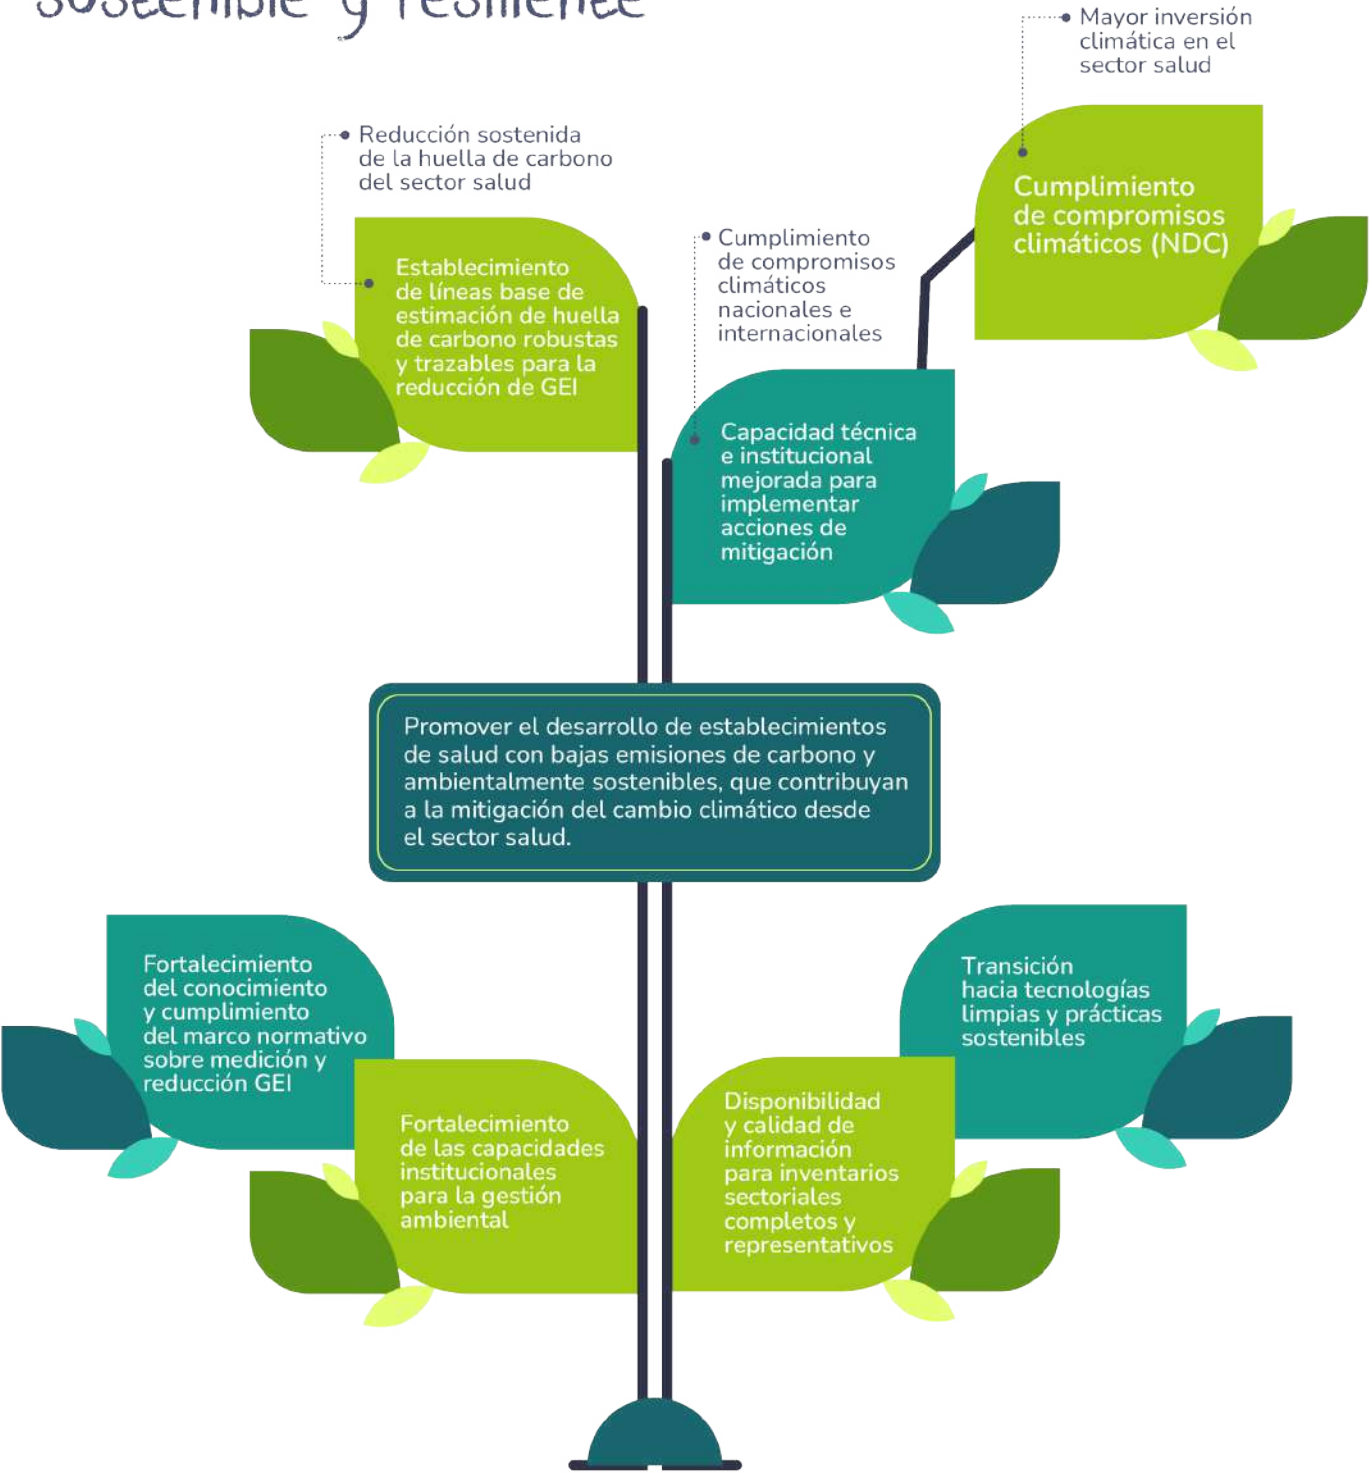 sostenible y resiliente
Mayor inversión
climática en el
sector salud
Reducción sostenida
de la huella de carbono
del sector salud
Cumplimiento
de compromisos
climáticos (NDC)
Cumplimiento
de compromisos
climáticos
nacionales e
internacionales
Establecimiento
de líneas base de
estimación de huella
de carbono robustas
y trazables para la
reducción de GEI
Capacidad técnica
e institucional
mejorada para
implementar
acciones de
mitigación
Promover el desarrollo de establecimientos
de salud con bajas emisiones de carbono y
ambientalmente sostenibles, que contribuyan
a la mitigación del cambio climático desde
el sector salud.
Fortalecimiento
del conocimiento
y cumplimiento
del marco normativo
sobre medición y
reducción GEI
Transición
hacia tecnologías
limpias y prácticas
sostenibles
Fortalecimiento
de las capacidades
institucionales
para la gestión
ambiental
Disponibilidad
y calidad de
información
para inventarios
sectoriales
completos y
representativos